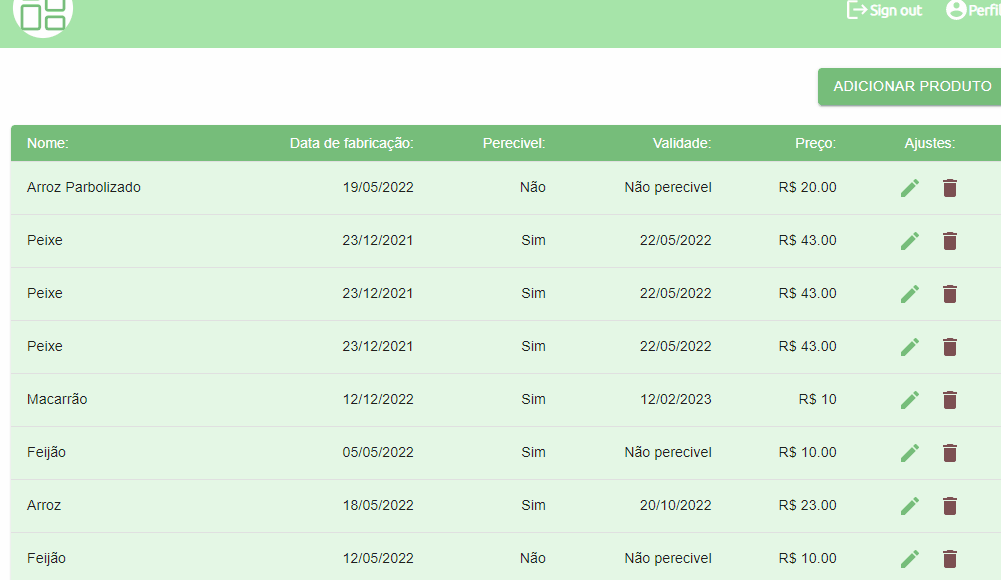 Sign out Perfil
ADICIONAR PRODUTO
Nome: Data de fabricação: Perecivel: Validade: Preço: Ajustes:
Arroz Parbolizado 19/05/2022 Não Não perecivel R$ 20.00
Peixe 23/12/2021 Sim 22/05/2022 R$ 43.00
Peixe 23/12/2021 Sim 22/05/2022 R$ 43.00
Peixe 23/12/2021 Sim 22/05/2022 R$ 43.00
Macarrão 12/12/2022 Sim 12/02/2023 R$ 10
Feijão 05/05/2022 Sim Não perecivel R$ 10.00
Arroz 18/05/2022 Sim 20/10/2022 R$ 23.00
Feijão 12/05/2022 Não Não perecivel R$ 10.00